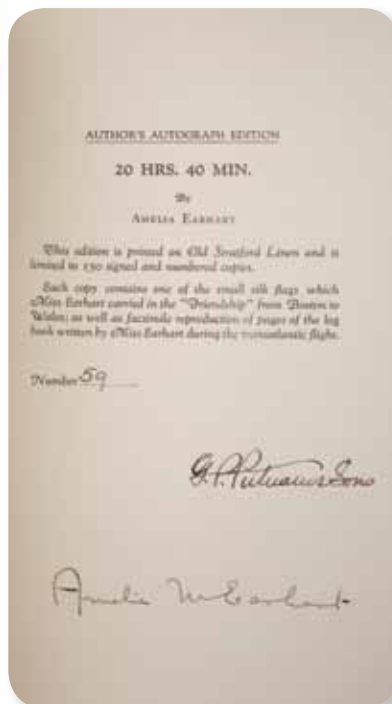 AUTHOR'S AUTOGRAPH EDITION
20 HRS. 40 MIN.
By
AMELIA EARHART
This edition is printed on Old Stratford Linen and is
limited to 150 signed and numbered copies.
Each copy contains one of the small silk flags which
Miss Earhart carried in the "Friendship" from Boston to
Wales; as well as facsimile reproduction of pages of the log
book written by Miss Earhart during the transatlantic flight.
Number 59
G. P. Putnam's Sons
Amelia M Earhart